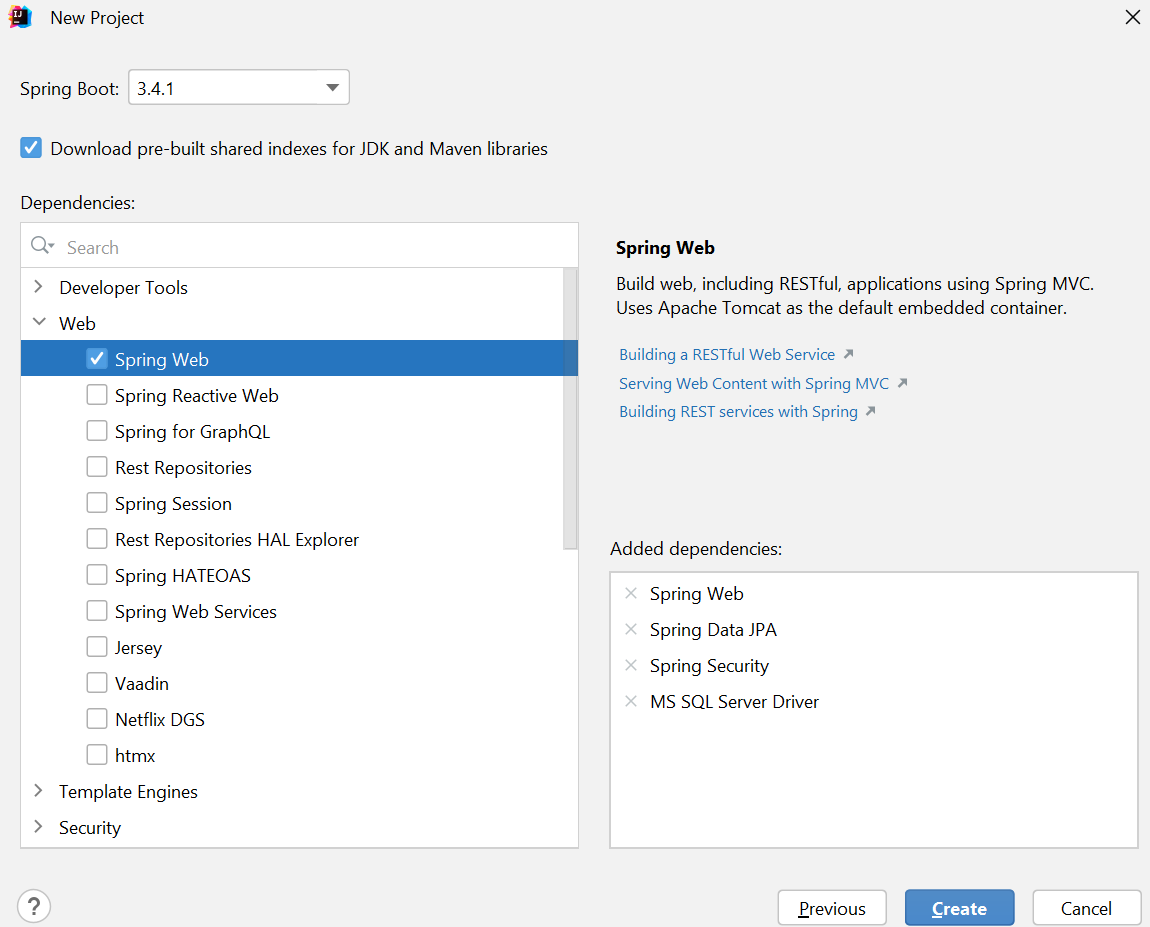 IJ
New Project
Spring Boot: 3.4.1
Download pre-built shared indexes for JDK and Maven libraries
Dependencies:
Search
Developer Tools
Web
Spring Web
Spring Reactive Web
Spring for GraphQL
Rest Repositories
Spring Session
Rest Repositories HAL Explorer
Spring HATEOAS
Spring Web Services
Jersey
Vaadin
Netflix DGS
htmx
Template Engines
Security
Spring Web
Build web, including RESTful, applications using Spring MVC.
Uses Apache Tomcat as the default embedded container.
Building a RESTful Web Service
Serving Web Content with Spring MVC
Building REST services with Spring
Added dependencies:
Spring Web
Spring Data JPA
Spring Security
MS SQL Server Driver
?
Previous
Create
Cancel